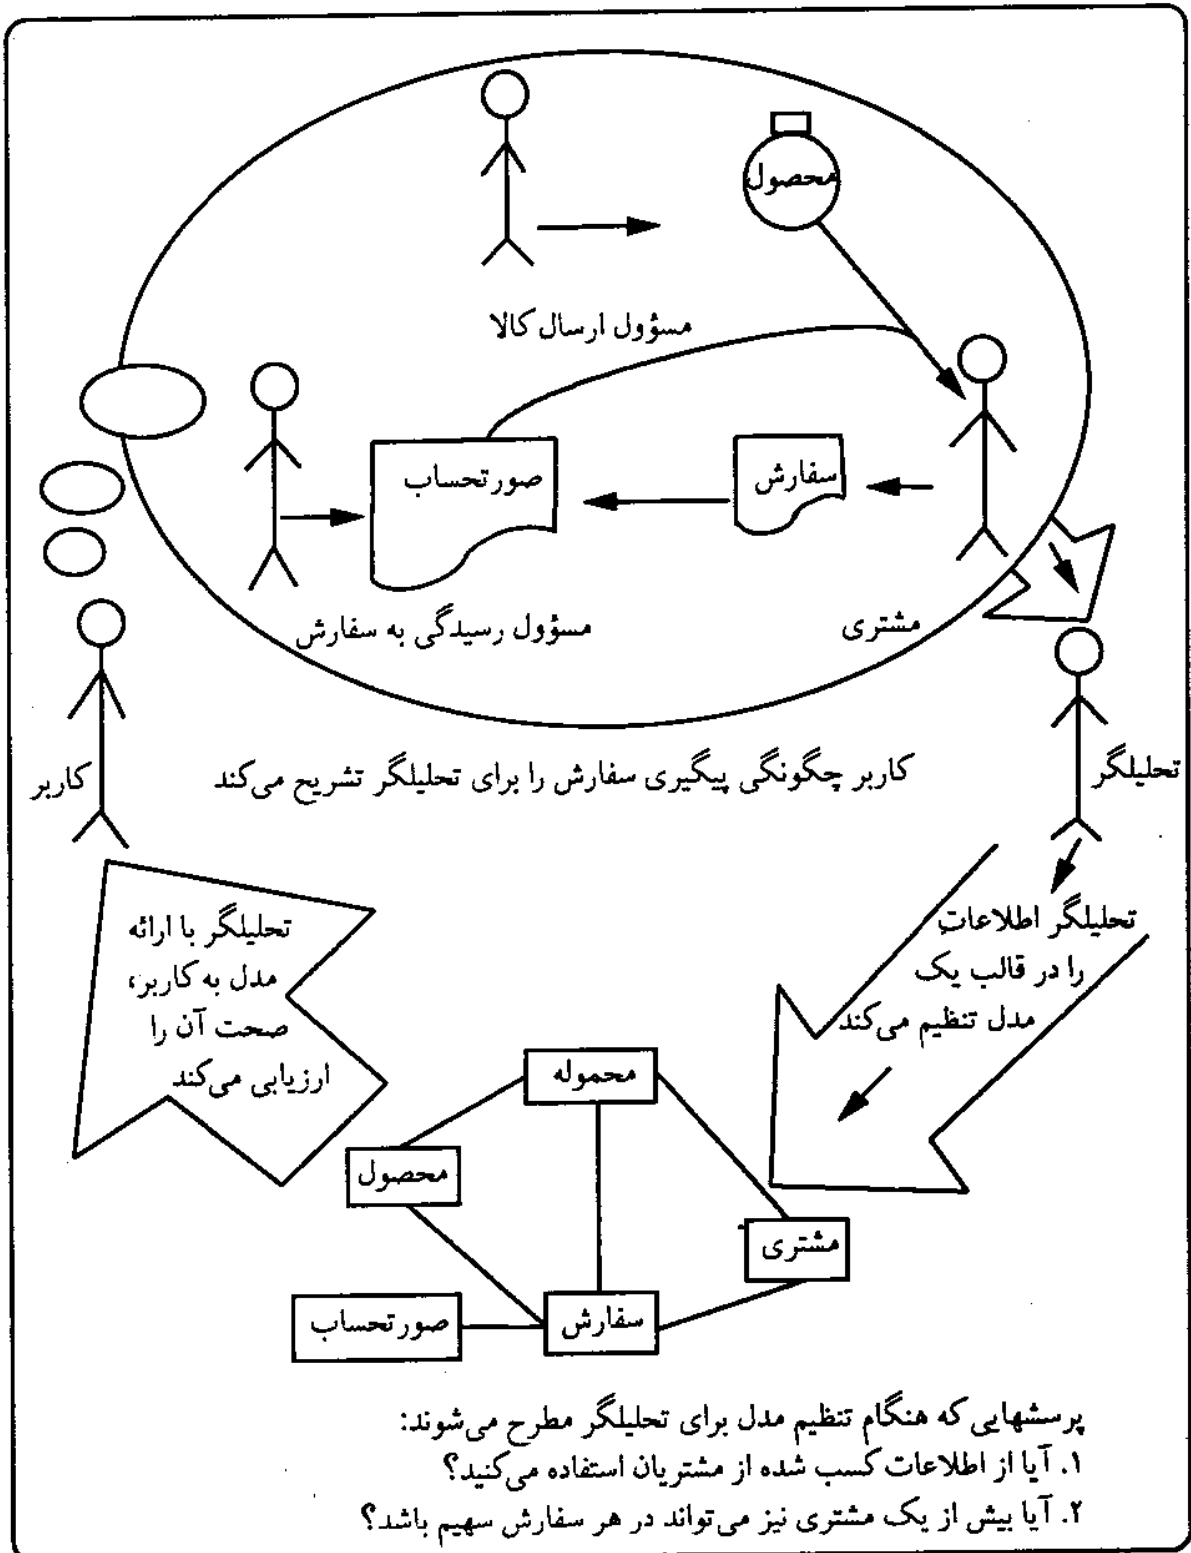 محصول
مسؤول ارسال کالا
صورتحساب
سفارش
مسؤول رسیدگی به سفارش
مشتری
کاربر
کاربر چگونگی پیگیری سفارش را برای تحلیلگر تشریح می‌کند
تحلیلگر
تحلیلگر اطلاعات
را در قالب یک
مدل تنظیم می‌کند
تحلیلگر با ارائه
مدل به کاربر،
صحت آن را
ارزیابی می‌کند
محموله
محصول
مشتری
صورتحساب
سفارش
پرسشهایی که هنگام تنظیم مدل برای تحلیلگر مطرح می‌شوند:
۱. آیا از اطلاعات کسب شده از مشتریان استفاده می‌کنید؟
۲. آیا بیش از یک مشتری نیز می‌تواند در هر سفارش سهیم باشد؟